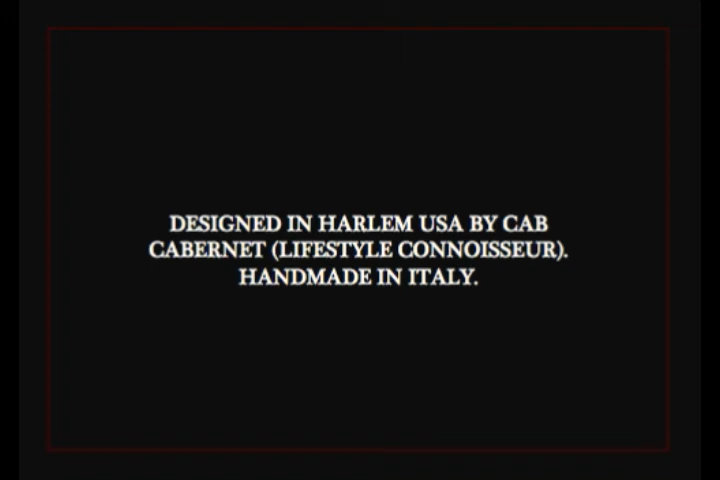 DESIGNED IN HARLEM USA BY CAB
CABERNET (LIFESTYLE CONNOISSEUR).
HANDMADE IN ITALY.